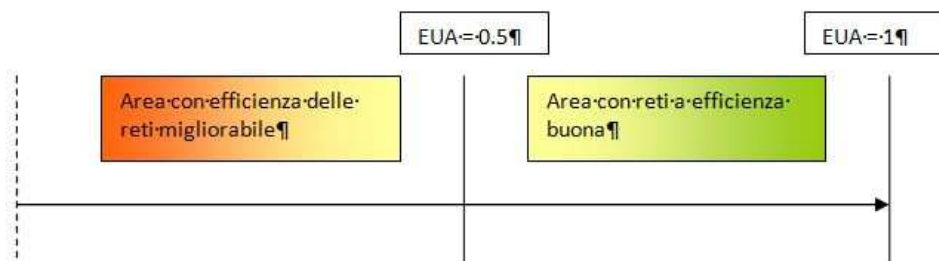 EUA·=·0.5¶
EUA·=·1¶
Area·con·efficienza·delle·
reti·migliorabile¶
Area·con·reti·a·efficienza·
buona¶